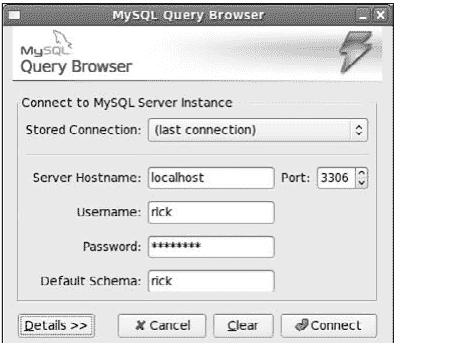 MySQL Query Browser
MySQL
Query Browser
Connect to MySQL Server Instance
Stored Connection: (last connection)
Server Hostname: localhost Port: 3306
Username: rick
Password: ********
Default Schema: rick
Details >> Cancel Clear Connect